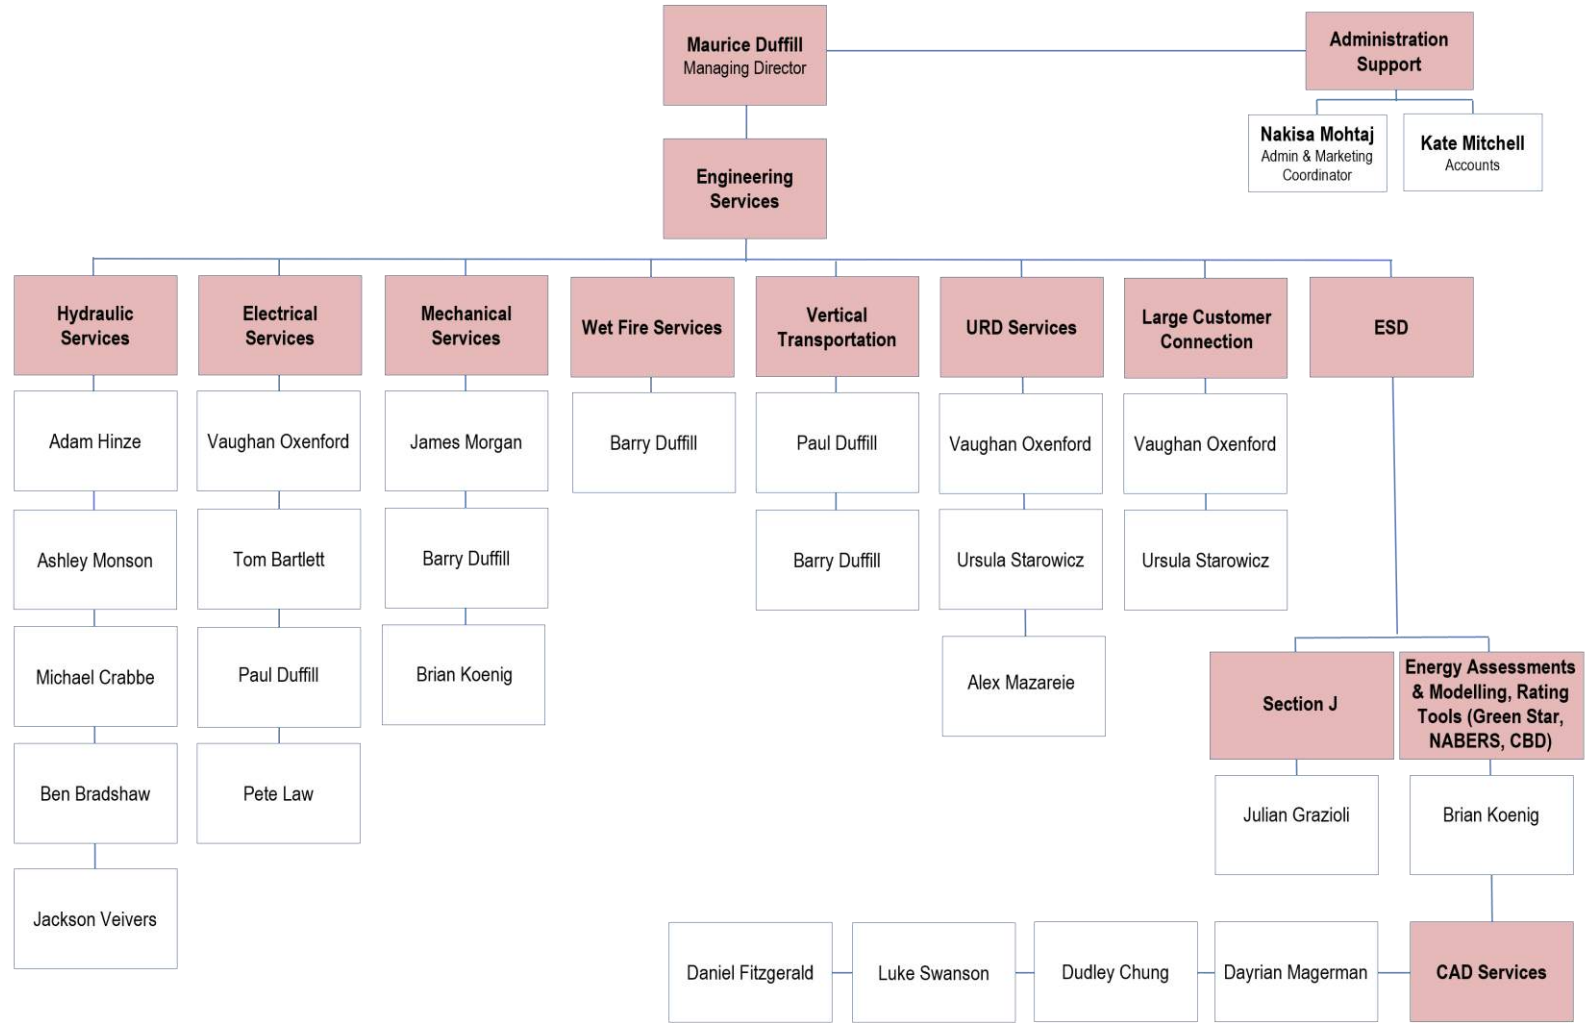 Maurice Duffill
Managing Director
Administration
Support
Nakisa Mohtaj
Admin & Marketing
Coordinator
Kate Mitchell
Accounts
Engineering
Services
Hydraulic
Services
Electrical
Services
Mechanical
Services
Wet Fire Services
Vertical
Transportation
URD Services
Large Customer
Connection
ESD
Adam Hinze
Vaughan Oxenford
James Morgan
Barry Duffill
Paul Duffill
Vaughan Oxenford
Vaughan Oxenford
Ashley Monson
Tom Bartlett
Barry Duffill
Barry Duffill
Ursula Starowicz
Ursula Starowicz
Michael Crabbe
Paul Duffill
Brian Koenig
Alex Mazareie
Section J
Energy Assessments
& Modelling, Rating
Tools (Green Star,
NABERS, CBD)
Ben Bradshaw
Pete Law
Julian Grazioli
Brian Koenig
Jackson Veivers
Daniel Fitzgerald
Luke Swanson
Dudley Chung
Dayrian Magerman
CAD Services